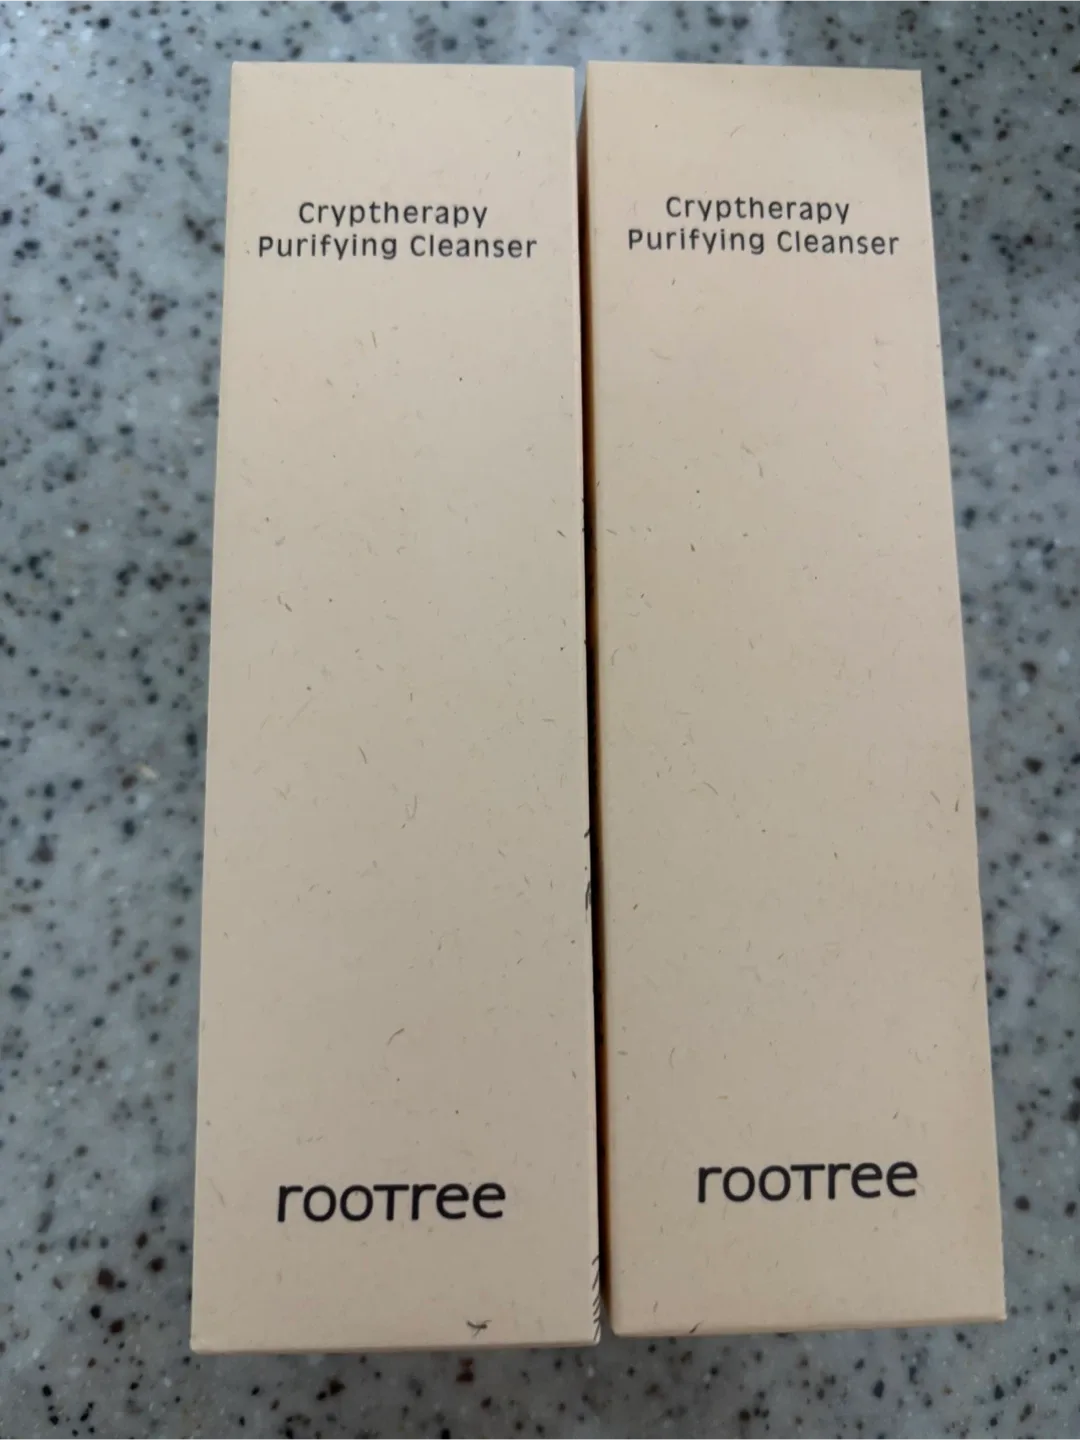 Cryptherapy
Purifying Cleanser
rooTree
Cryptherapy
Purifying Cleanser
rooTree